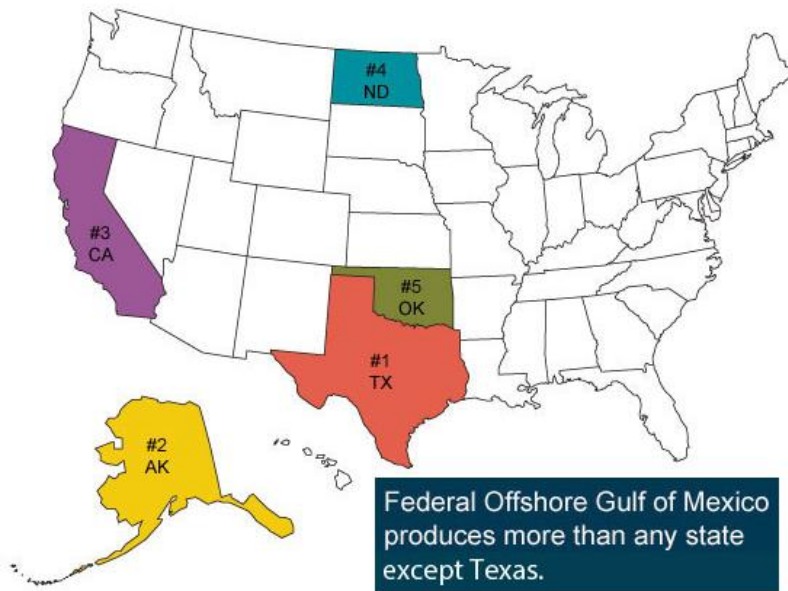 #4
ND
#3
CA
#5
OK
#1
TX
#2
AK
Federal Offshore Gulf of Mexico
produces more than any state
except Texas.